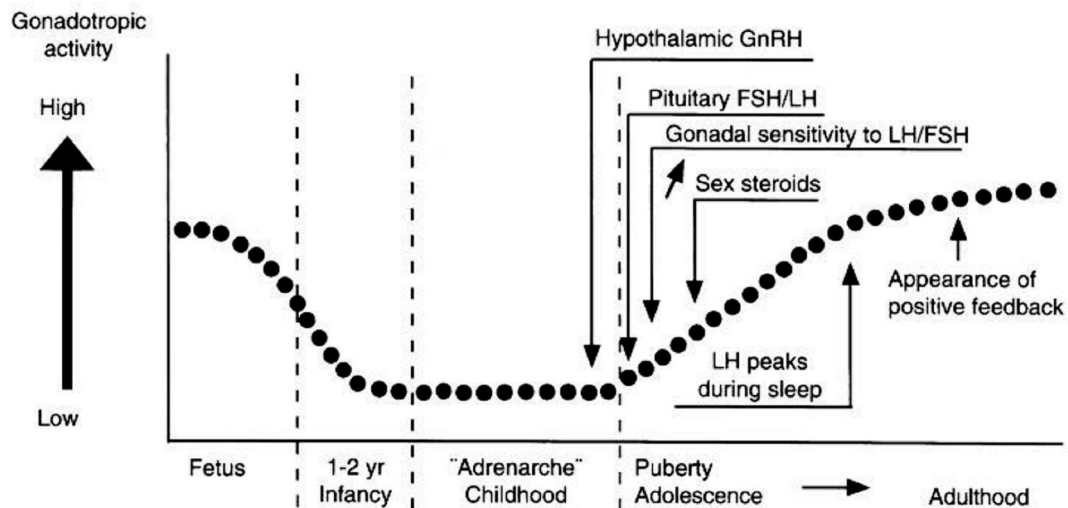 Gonadotropic
activity
High
Low
Hypothalamic GnRH
Pituitary FSH/LH
Gonadal sensitivity to LH/FSH
Sex steroids
Appearance of
positive feedback
LH peaks
during sleep
Fetus
1-2 yr
Infancy
¨Adrenarche¨
Childhood
Puberty
Adolescence
Adulthood